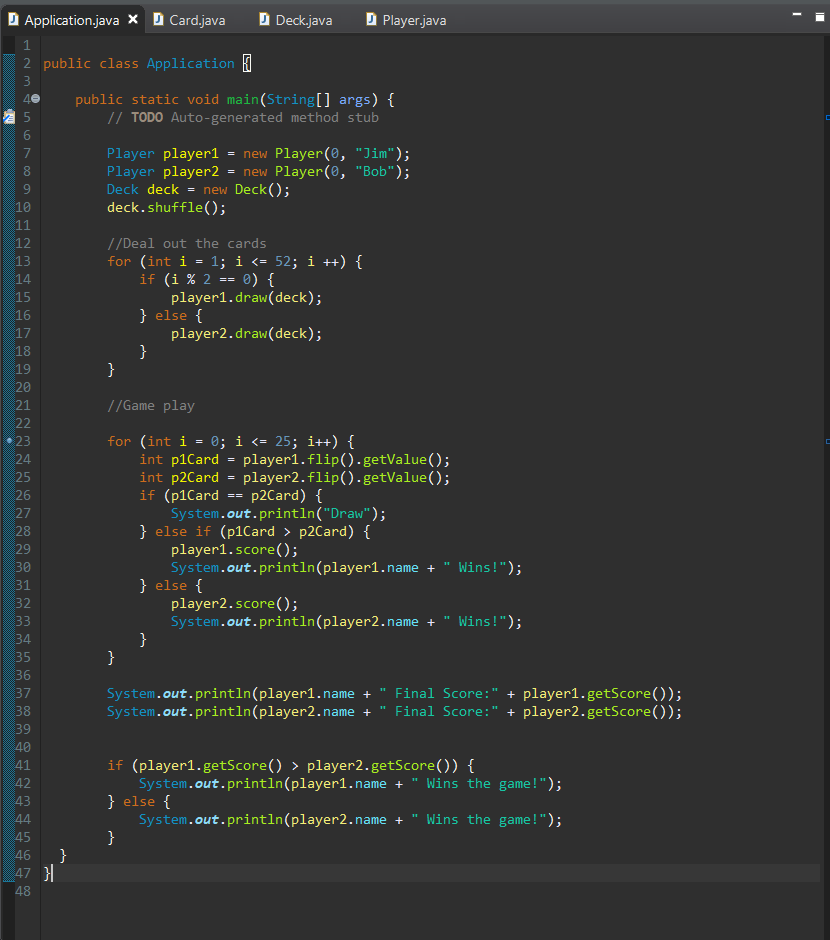 Application.java Card.java Deck.java Player.java
1
2 public class Application {
3
4     public static void main(String[] args) {
5         // TODO Auto-generated method stub
6
7         Player player1 = new Player(0, "Jim");
8         Player player2 = new Player(0, "Bob");
9         Deck deck = new Deck();
10         deck.shuffle();
11
12         //Deal out the cards
13         for (int i = 1; i <= 52; i ++) {
14             if (i % 2 == 0) {
15                 player1.draw(deck);
16             } else {
17                 player2.draw(deck);
18             }
19         }
20
21         //Game play
22
23         for (int i = 0; i <= 25; i++) {
24             int p1Card = player1.flip().getValue();
25             int p2Card = player2.flip().getValue();
26             if (p1Card == p2Card) {
27                 System.out.println("Draw");
28             } else if (p1Card > p2Card) {
29                 player1.score();
30                 System.out.println(player1.name + " Wins!");
31             } else {
32                 player2.score();
33                 System.out.println(player2.name + " Wins!");
34             }
35         }
36
37         System.out.println(player1.name + " Final Score:" + player1.getScore());
38         System.out.println(player2.name + " Final Score:" + player2.getScore());
39
40
41         if (player1.getScore() > player2.getScore()) {
42             System.out.println(player1.name + " Wins the game!");
43         } else {
44             System.out.println(player2.name + " Wins the game!");
45         }
46   }
47 }
48